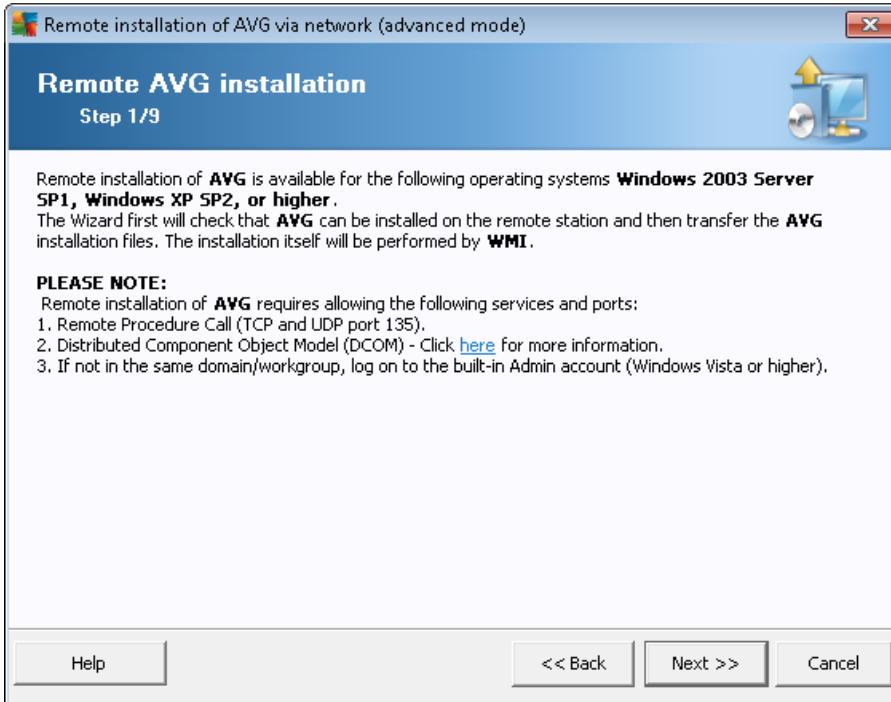 Remote installation of AVG via network (advanced mode)
Remote AVG installation
Step 1/9
Remote installation of AVG is available for the following operating systems Windows 2003 Server
SP1, Windows XP SP2, or higher.
The Wizard first will check that AVG can be installed on the remote station and then transfer the AVG
installation files. The installation itself will be performed by WMI.
PLEASE NOTE:
Remote installation of AVG requires allowing the following services and ports:
1. Remote Procedure Call (TCP and UDP port 135).
2. Distributed Component Object Model (DCOM) - Click here for more information.
3. If not in the same domain/workgroup, log on to the built-in Admin account (Windows Vista or higher).
Help
<< Back
Next >>
Cancel